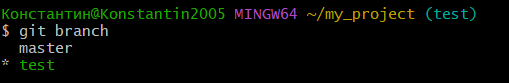 Константин@Konstantin2005 MINGW64 ~/my_project (test)
$ git branch
  master
* test